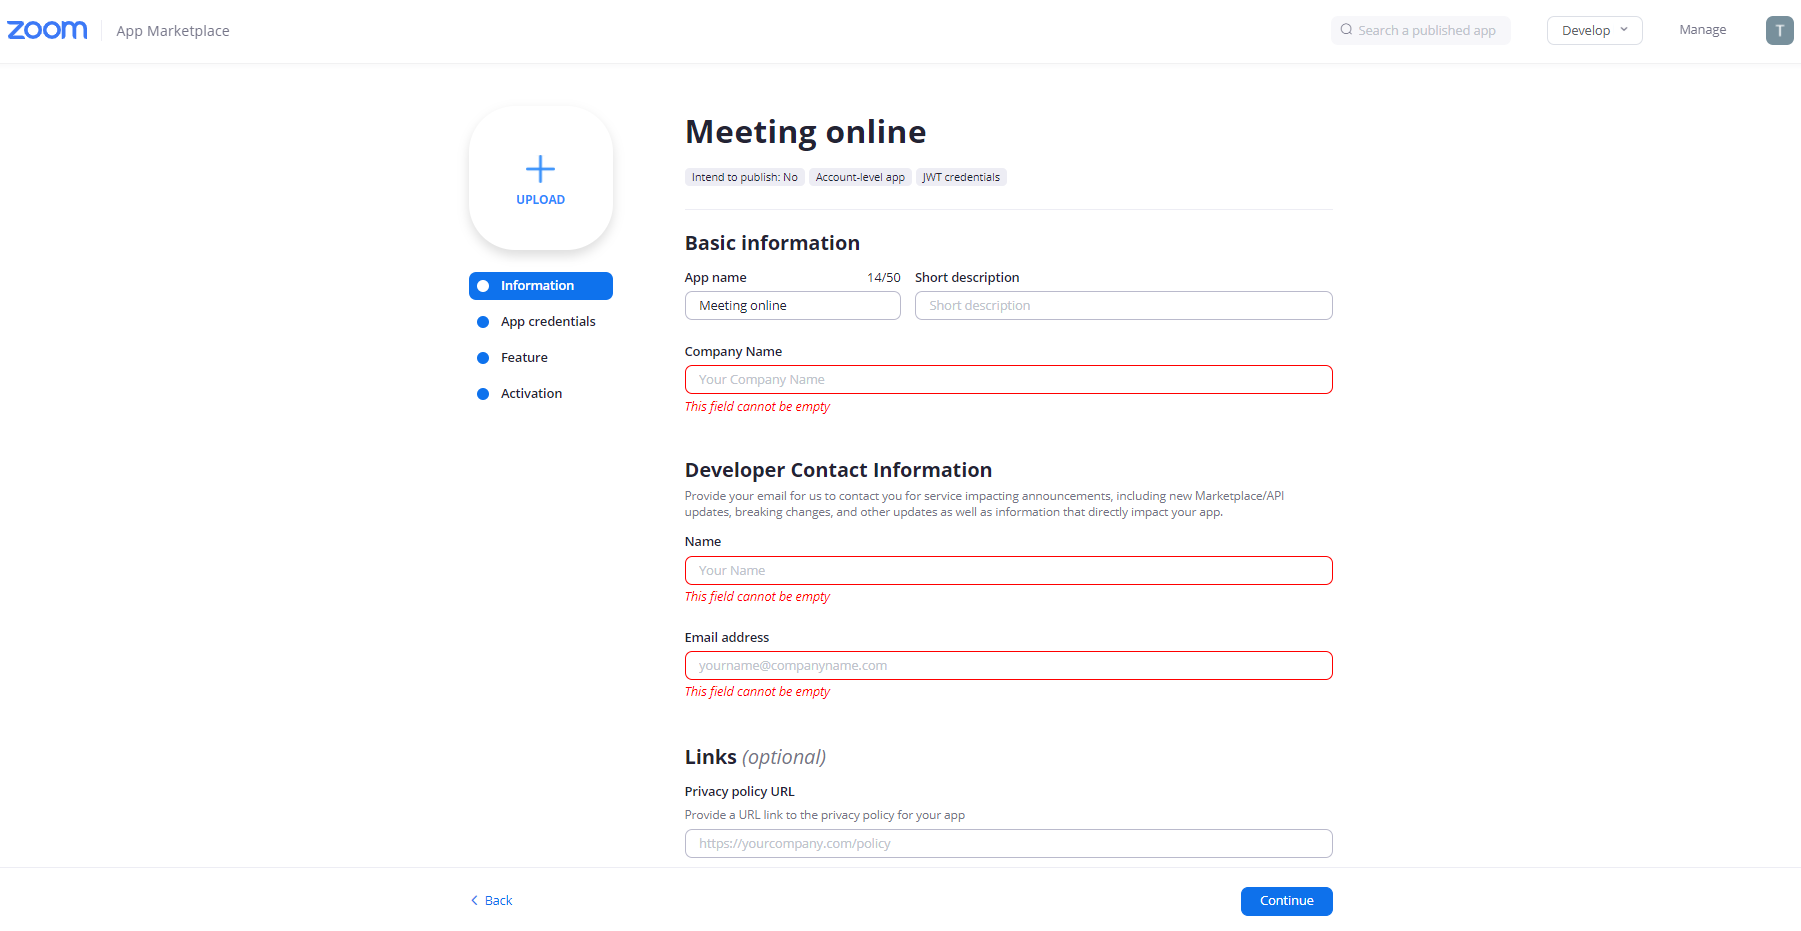 zoom
App Marketplace
Search a published app
Develop
Manage
T
UPLOAD
Information
App credentials
Feature
Activation
Meeting online
Intend to publish: No
Account-level app
JWT credentials
Basic information
App name
14/50
Short description
Meeting online
Short description
Company Name
Your Company Name
This field cannot be empty
Developer Contact Information
Provide your email for us to contact you for service impacting announcements, including new Marketplace/API
updates, breaking changes, and other updates as well as information that directly impact your app.
Name
Your Name
This field cannot be empty
Email address
yourname@companyname.com
This field cannot be empty
Links (optional)
Privacy policy URL
Provide a URL link to the privacy policy for your app
https://yourcompany.com/policy
Back
Continue